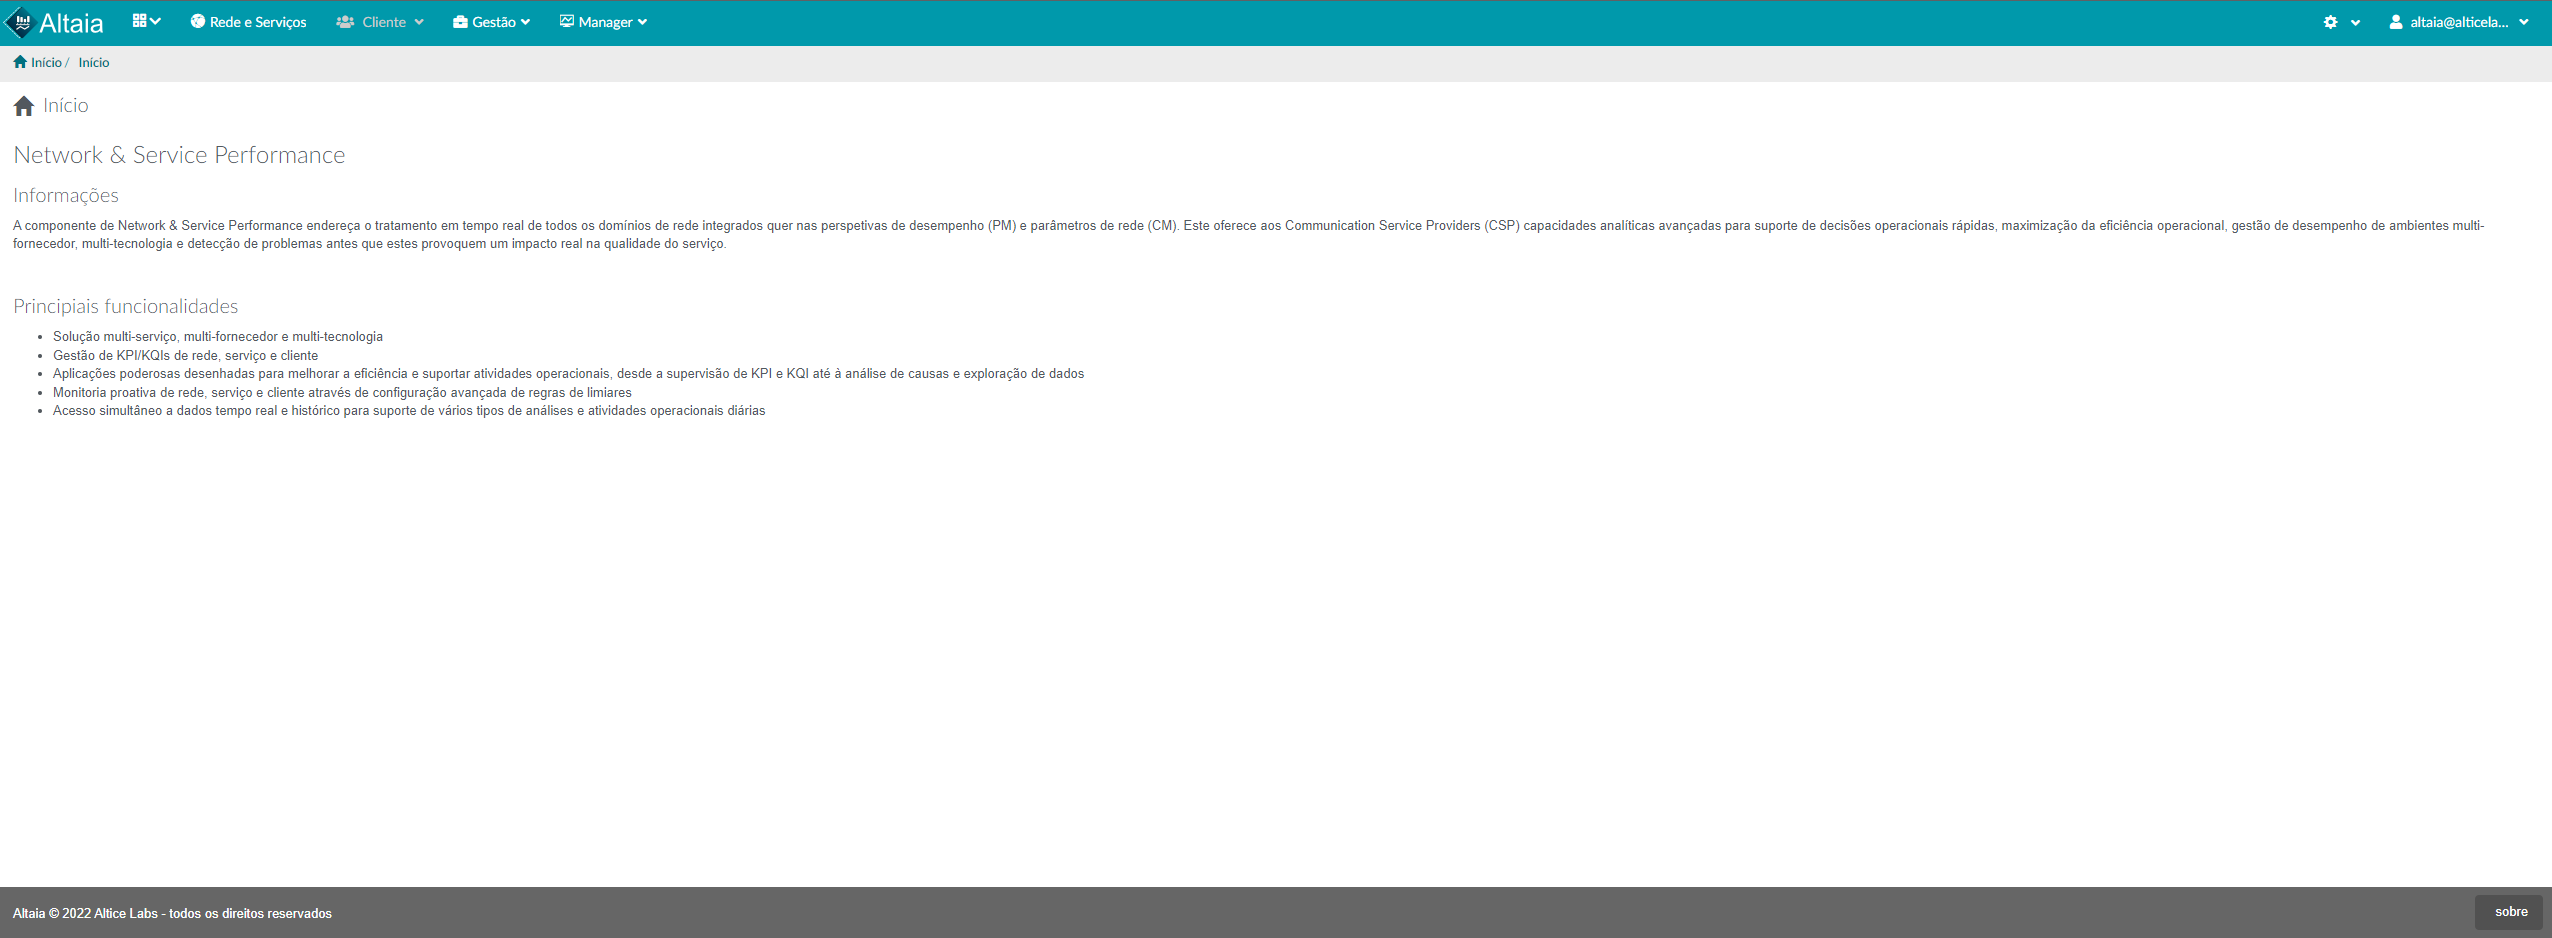 Altaia Rede e Serviços Cliente Gestão Manager altaia@alticela...
Início / Início
Início
Network & Service Performance
Informações
A componente de Network & Service Performance endereça o tratamento em tempo real de todos os domínios de rede integrados quer nas perspetivas de desempenho (PM) e parâmetros de rede (CM). Este oferece aos Communication Service Providers (CSP) capacidades analíticas avançadas para suporte de decisões operacionais rápidas, maximização da eficiência operacional, gestão de desempenho de ambientes multi-
fornecedor, multi-tecnologia e detecção de problemas antes que estes provoquem um impacto real na qualidade do serviço.
Principiais funcionalidades
• Solução multi-serviço, multi-fornecedor e multi-tecnologia
• Gestão de KPI/KQIs de rede, serviço e cliente
• Aplicações poderosas desenhadas para melhorar a eficiência e suportar atividades operacionais, desde a supervisão de KPI e KQI até à análise de causas e exploração de dados
• Monitoria proativa de rede, serviço e cliente através de configuração avançada de regras de limiares
• Acesso simultâneo a dados tempo real e histórico para suporte de vários tipos de análises e atividades operacionais diárias
Altaia © 2022 Altice Labs - todos os direitos reservados sobre